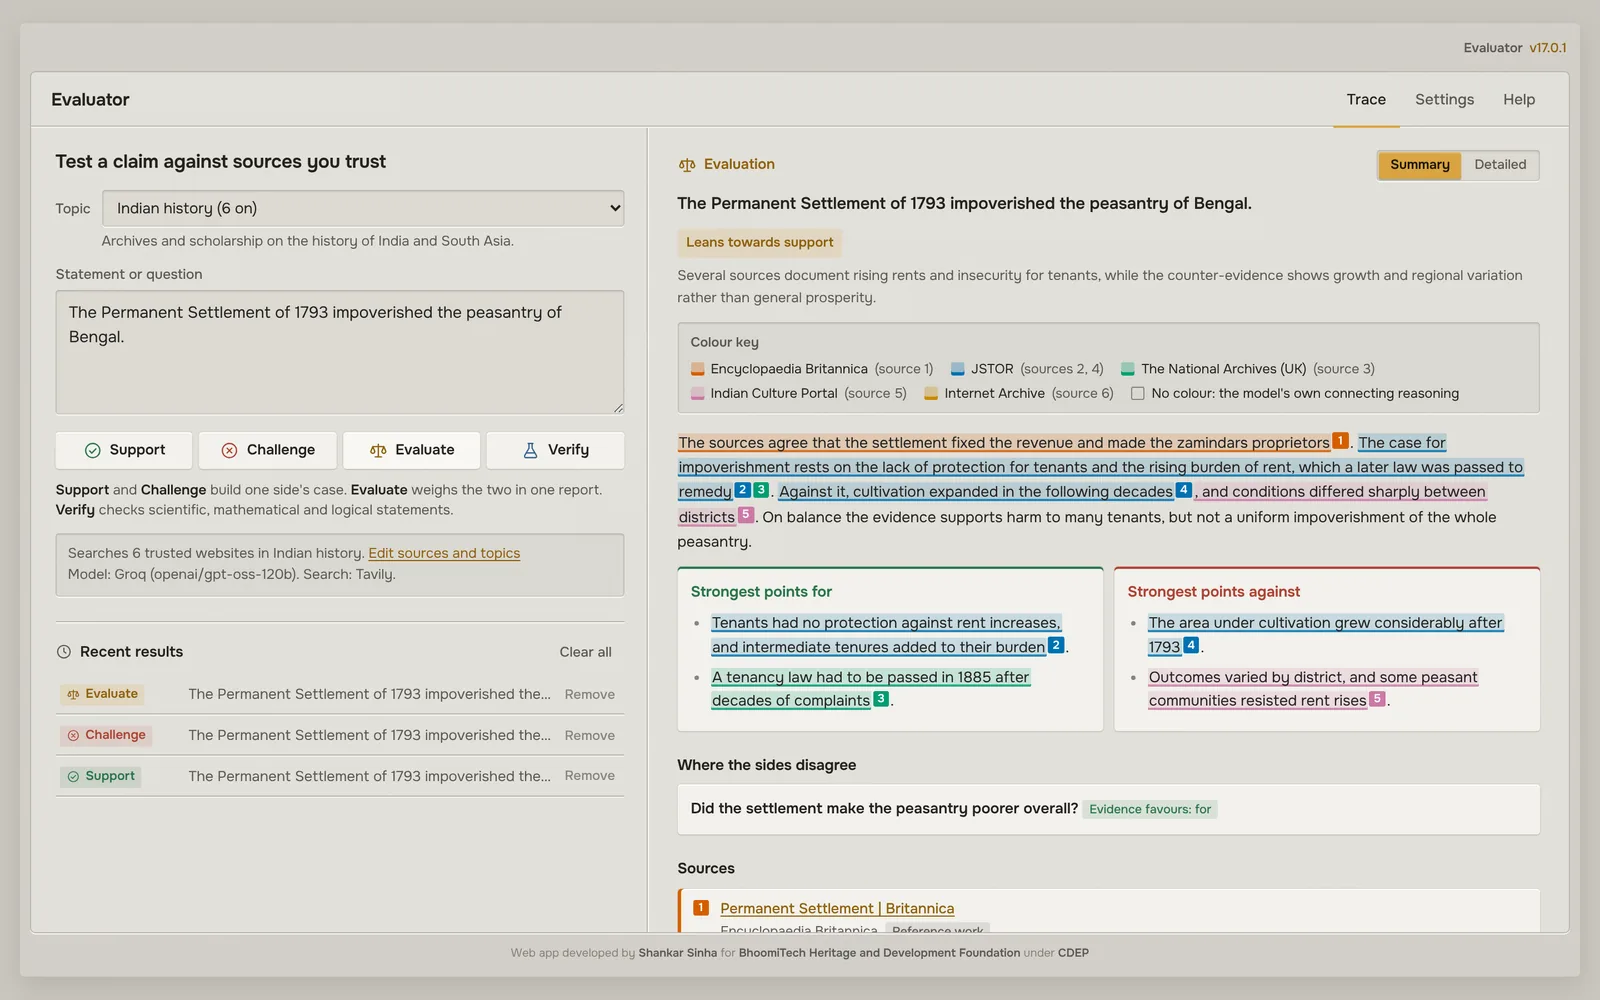 Evaluator v17.0.1
Evaluator
Trace Settings Help
Test a claim against sources you trust
Topic Indian history (6 on)
Archives and scholarship on the history of India and South Asia.
Statement or question
The Permanent Settlement of 1793 impoverished the peasantry of
Bengal.
Support Challenge Evaluate Verify
Support and Challenge build one side's case. Evaluate weighs the two in one report.
Verify checks scientific, mathematical and logical statements.
Searches 6 trusted websites in Indian history. Edit sources and topics
Model: Groq (openai/gpt-oss-120b). Search: Tavily.
Recent results Clear all
Evaluate The Permanent Settlement of 1793 impoverished the... Remove
Challenge The Permanent Settlement of 1793 impoverished the... Remove
Support The Permanent Settlement of 1793 impoverished the... Remove
Evaluation Summary Detailed
The Permanent Settlement of 1793 impoverished the peasantry of Bengal.
Leans towards support
Several sources document rising rents and insecurity for tenants, while the counter-evidence shows growth and regional variation
rather than general prosperity.
Colour key
Encyclopaedia Britannica (source 1) JSTOR (sources 2, 4) The National Archives (UK) (source 3)
Indian Culture Portal (source 5) Internet Archive (source 6) No colour: the model's own connecting reasoning
The sources agree that the settlement fixed the revenue and made the zamindars proprietors 1. The case for
impoverishment rests on the lack of protection for tenants and the rising burden of rent, which a later law was passed to
remedy 2 3. Against it, cultivation expanded in the following decades 4, and conditions differed sharply between
districts 5. On balance the evidence supports harm to many tenants, but not a uniform impoverishment of the whole
peasantry.
Strongest points for
• Tenants had no protection against rent increases,
and intermediate tenures added to their burden 2.
• A tenancy law had to be passed in 1885 after
decades of complaints 3.
Strongest points against
• The area under cultivation grew considerably after
1793 4.
• Outcomes varied by district, and some peasant
communities resisted rent rises 5.
Where the sides disagree
Did the settlement make the peasantry poorer overall? Evidence favours: for
Sources
1 Permanent Settlement | Britannica
Encyclopaedia Britannica Reference work
Web app developed by Shankar Sinha for BhoomiTech Heritage and Development Foundation under CDEP